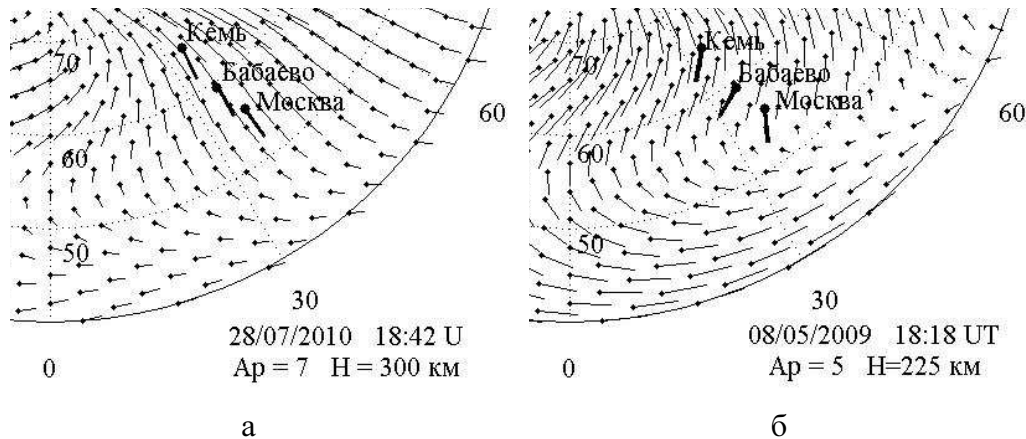 Кемь
70
Бабаево
Москва
60
60
50
30
28/07/2010 18:42 U
0
Ap = 7 H = 300 км
а
Кемь
70
Бабаево
Москва
60
60
50
30
08/05/2009 18:18 UT
0
Ap = 5 H=225 км
б